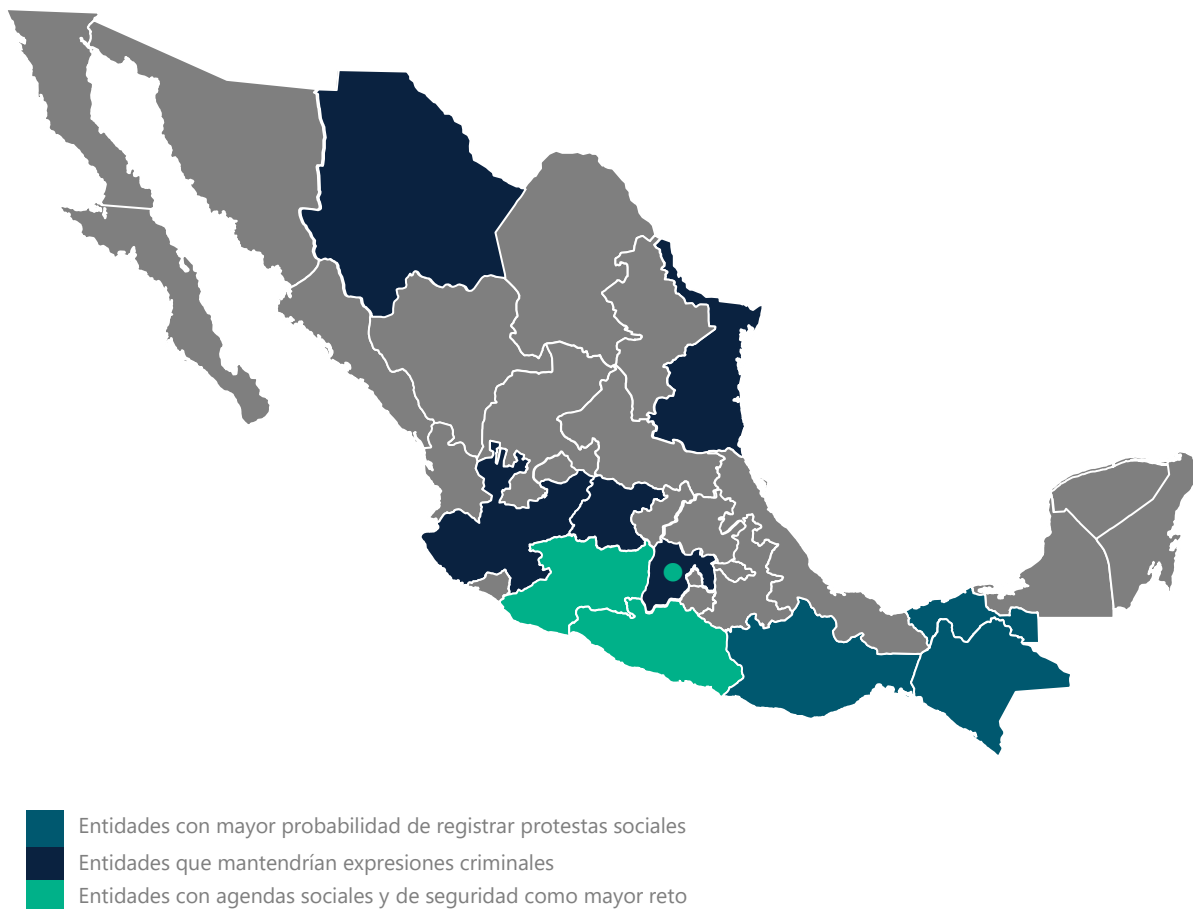 Entidades con mayor probabilidad de registrar protestas sociales
Entidades que mantendrían expresiones criminales
Entidades con agendas sociales y de seguridad como mayor reto